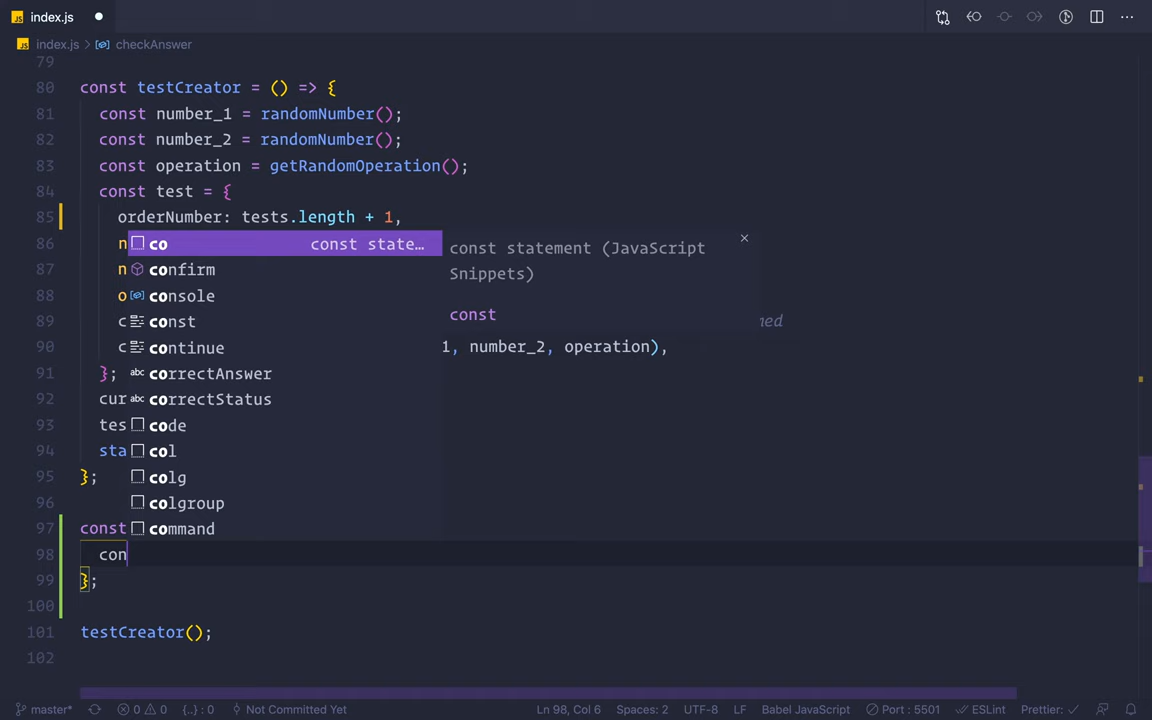 JS index.js
JS index.js > checkAnswer
79
80 const testCreator = () => {
81 const number_1 = randomNumber();
82 const number_2 = randomNumber();
83 const operation = getRandomOperation();
84 const test = {
85 orderNumber: tests.length + 1,
86 n co const state…
const statement (JavaScript
Snippets)
const
87 n confirm
88 o console
89 c const ned
90 c continue 1, number_2, operation),
91 }; abc correctAnswer
92 cur abc correctStatus
93 tes code
94 sta col
95 }; colg
96 colgroup
97 const command
98 con
99 };
100
101 testCreator();
102
master* 0 0 {..} : 0 Not Committed Yet Ln 98, Col 6 Spaces: 2 UTF-8 LF Babel JavaScript Port : 5501 ESLint Prettier: